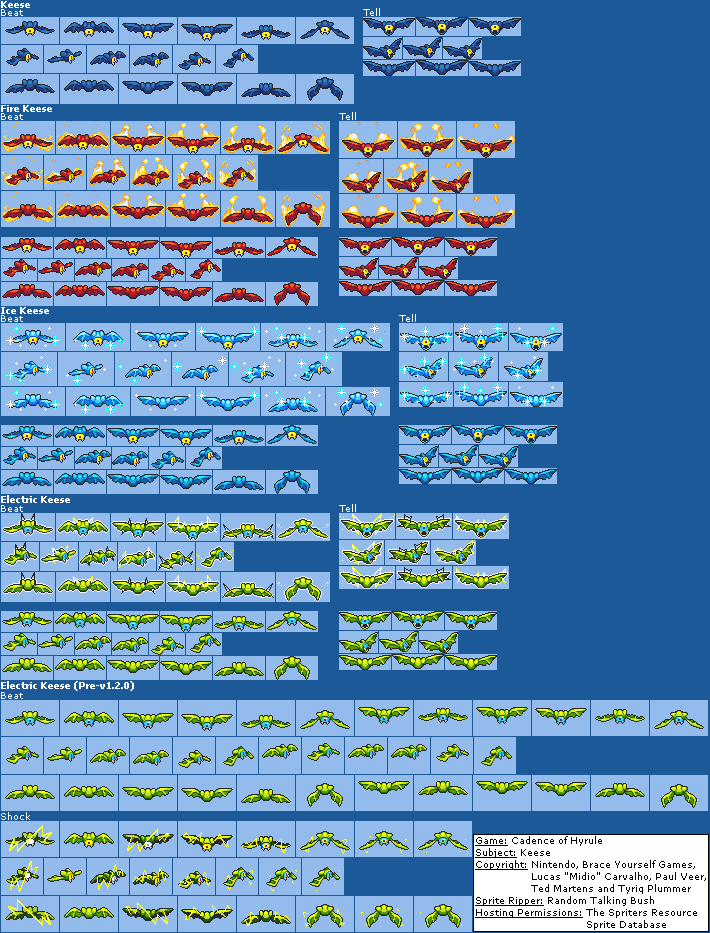 Keese
Beat Tell
Fire Keese
Beat Tell
Ice Keese
Beat Tell
Electric Keese
Beat Tell
Electric Keese (Pre-v1.2.0)
Beat
Shock
Game: Cadence of Hyrule
Subject: Keese
Copyright: Nintendo, Brace Yourself Games,
Lucas "Midio" Carvalho, Paul Veer,
Ted Martens and Tyriq Plummer
Sprite Ripper: Random Talking Bush
Hosting Permissions: The Spriters Resource
Sprite Database